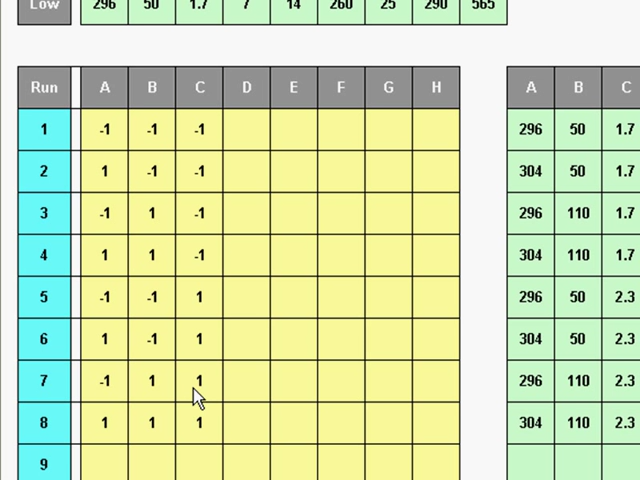 Low 296 50 1.7 7 14 260 25 290 565
Run A B C D E F G H A B C
1 -1 -1 -1 296 50 1.7
2 1 -1 -1 304 50 1.7
3 -1 1 -1 296 110 1.7
4 1 1 -1 304 110 1.7
5 -1 -1 1 296 50 2.3
6 1 -1 1 304 50 2.3
7 -1 1 1 296 110 2.3
8 1 1 1 304 110 2.3
9